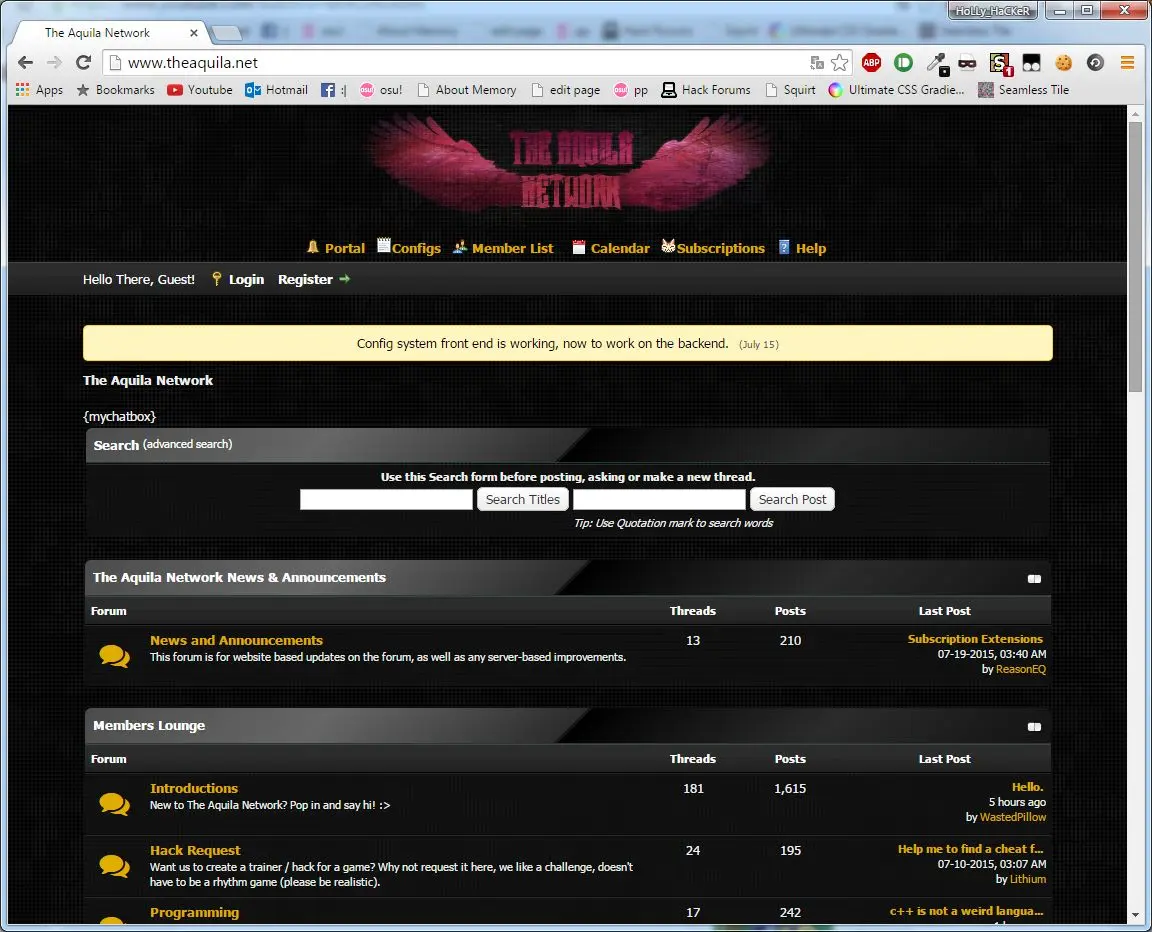 HoLLy_HaCKeR
The Aquila Network
www.theaquila.net
ABP
1
Apps Bookmarks Youtube Hotmail :| osu! About Memory edit page pp Hack Forums Squirt Ultimate CSS Gradie... Seamless Tile
THE AQUILA
NETWORK
Portal Configs Member List Calendar Subscriptions Help
Hello There, Guest! Login Register
Config system front end is working, now to work on the backend. (July 15)
The Aquila Network
{mychatbox}
Search (advanced search)
Use this Search form before posting, asking or make a new thread.
Search Titles Search Post
Tip: Use Quotation mark to search words
The Aquila Network News & Announcements
Forum Threads Posts Last Post
News and Announcements 13 210 Subscription Extensions
This forum is for website based updates on the forum, as well as any server-based improvements. 07-19-2015, 03:40 AM
by ReasonEQ
Members Lounge
Forum Threads Posts Last Post
Introductions 181 1,615 Hello.
New to The Aquila Network? Pop in and say hi! :> 5 hours ago
by WastedPillow
Hack Request 24 195 Help me to find a cheat f...
Want us to create a trainer / hack for a game? Why not request it here, we like a challenge, doesn't 07-10-2015, 03:07 AM
have to be a rhythm game (please be realistic). by Lithium
Programming 17 242 c++ is not a weird langua...